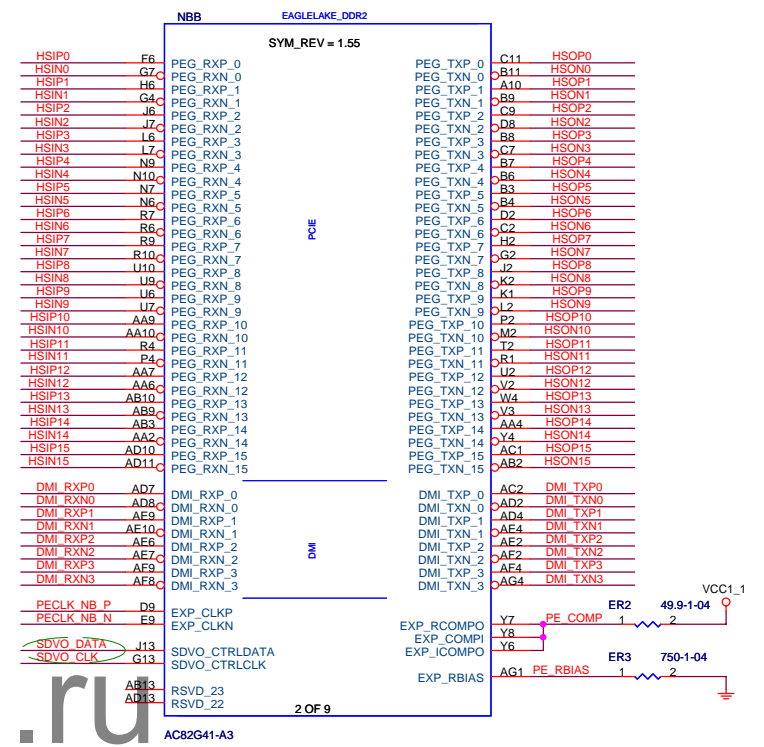 NBB EAGLELAKE_DDR2
SYM_REV = 1.55
HSIP0 F6 PEG_RXP_0 PEG_TXP_0 C11 HSOP0
HSIN0 G7 PEG_RXN_0 PEG_TXN_0 B11 HSON0
HSIP1 H6 PEG_RXP_1 PEG_TXP_1 A10 HSOP1
HSIN1 G4 PEG_RXN_1 PEG_TXN_1 B9 HSON1
HSIP2 J6 PEG_RXP_2 PEG_TXP_2 C9 HSOP2
HSIN2 J7 PEG_RXN_2 PEG_TXN_2 D8 HSON2
HSIP3 L6 PEG_RXP_3 PEG_TXP_3 B8 HSOP3
HSIN3 L7 PEG_RXN_3 PEG_TXN_3 C7 HSON3
HSIP4 N9 PEG_RXP_4 PEG_TXP_4 B7 HSOP4
HSIN4 N10 PEG_RXN_4 PEG_TXN_4 B6 HSON4
HSIP5 N7 PEG_RXP_5 PEG_TXP_5 B3 HSOP5
HSIN5 N6 PEG_RXN_5 PEG_TXN_5 B4 HSON5
HSIP6 R7 PEG_RXP_6 PEG_TXP_6 D2 HSOP6
HSIN6 R6 PEG_RXN_6 PEG_TXN_6 C2 HSON6
HSIP7 R9 PEG_RXP_7 PEG_TXP_7 H2 HSOP7
HSIN7 R10 PEG_RXN_7 PEG_TXN_7 G2 HSON7
HSIP8 U10 PEG_RXP_8 PEG_TXP_8 J2 HSOP8
HSIN8 U9 PEG_RXN_8 PEG_TXN_8 K2 HSON8
HSIP9 U6 PEG_RXP_9 PEG_TXP_9 K1 HSOP9
HSIN9 U7 PEG_RXN_9 PEG_TXN_9 L2 HSON9
HSIP10 AA9 PEG_RXP_10 PEG_TXP_10 P2 HSOP10
HSIN10 AA10 PEG_RXN_10 PEG_TXN_10 M2 HSON10
HSIP11 R4 PEG_RXP_11 PEG_TXP_11 T2 HSOP11
HSIN11 P4 PEG_RXN_11 PEG_TXN_11 R1 HSON11
HSIP12 AA7 PEG_RXP_12 PEG_TXP_12 U2 HSOP12
HSIN12 AA6 PEG_RXN_12 PEG_TXN_12 V2 HSON12
HSIP13 AB10 PEG_RXP_13 PEG_TXP_13 W4 HSOP13
HSIN13 AB9 PEG_RXN_13 PEG_TXN_13 V3 HSON13
HSIP14 AB3 PEG_RXP_14 PEG_TXP_14 AA4 HSOP14
HSIN14 AA2 PEG_RXN_14 PEG_TXN_14 Y4 HSON14
HSIP15 AD10 PEG_RXP_15 PEG_TXP_15 AC1 HSOP15
HSIN15 AD11 PEG_RXN_15 PEG_TXN_15 AB2 HSON15
PCIE
DMI_RXP0 AD7 DMI_RXP_0 DMI_TXP_0 AC2 DMI_TXP0
DMI_RXN0 AD8 DMI_RXN_0 DMI_TXN_0 AD2 DMI_TXN0
DMI_RXP1 AE9 DMI_RXP_1 DMI_TXP_1 AD4 DMI_TXP1
DMI_RXN1 AE10 DMI_RXN_1 DMI_TXN_1 AE4 DMI_TXN1
DMI_RXP2 AE6 DMI_RXP_2 DMI_TXP_2 AE2 DMI_TXP2
DMI_RXN2 AE7 DMI_RXN_2 DMI_TXN_2 AF2 DMI_TXN2
DMI_RXP3 AF9 DMI_RXP_3 DMI_TXP_3 AF4 DMI_TXP3
DMI_RXN3 AF8 DMI_RXN_3 DMI_TXN_3 AG4 DMI_TXN3
DMI
VCC1_1
PECLK_NB_P D9 EXP_CLKP
PECLK_NB_N E9 EXP_CLKN
EXP_RCOMPO Y7 PE_COMP 1 ER2 49.9-1-04 2
EXP_COMPI Y8
EXP_ICOMPO Y6
SDVO_DATA J13 SDVO_CTRLDATA
SDVO_CLK G13 SDVO_CTRLCLK
EXP_RBIAS AG1 PE_RBIAS 1 ER3 750-1-04 2
AB13 RSVD_23
AD13 RSVD_22
2 OF 9
.ru
AC82G41-A3